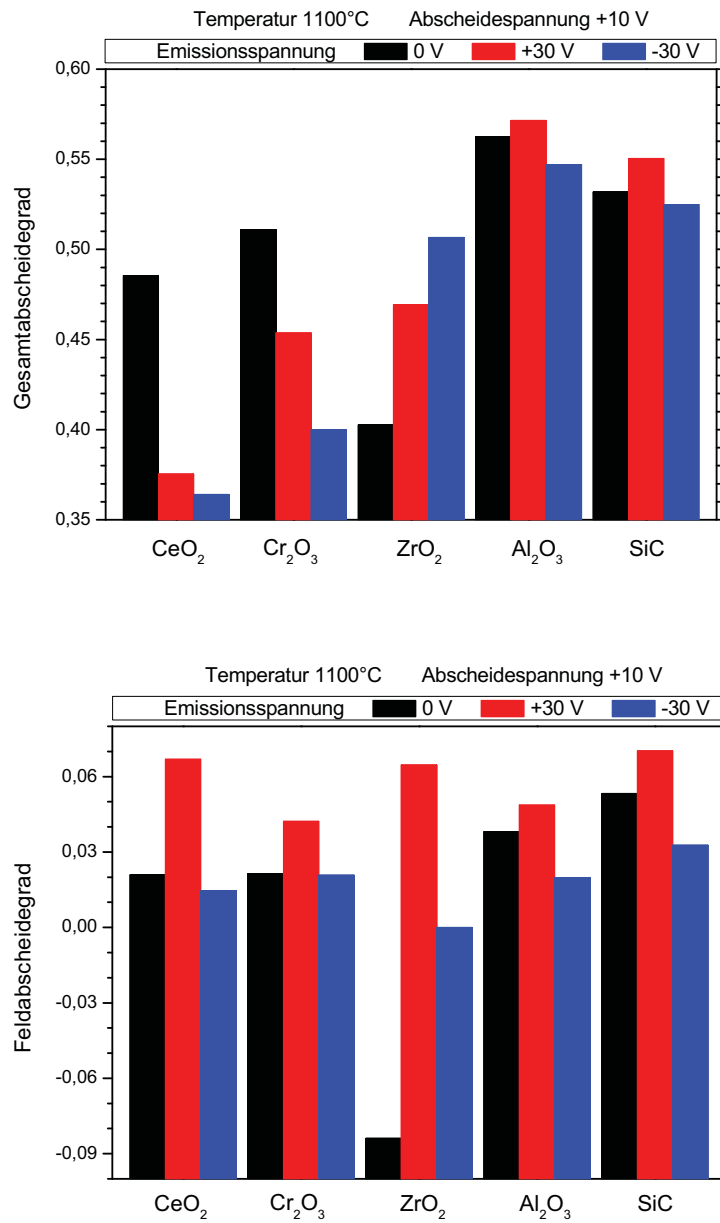 Temperatur 1100°C Abscheidespannung +10 V
Emissionsspannung 0 V +30 V -30 V
0,60
0,55
0,50
0,45
0,40
0,35
Gesamtabscheidegrad
CeO₂ Cr₂O₃ ZrO₂ Al₂O₃ SiC
Temperatur 1100°C Abscheidespannung +10 V
Emissionsspannung 0 V +30 V -30 V
0,06
0,03
0,00
-0,03
-0,06
-0,09
Feldabscheidegrad
CeO₂ Cr₂O₃ ZrO₂ Al₂O₃ SiC